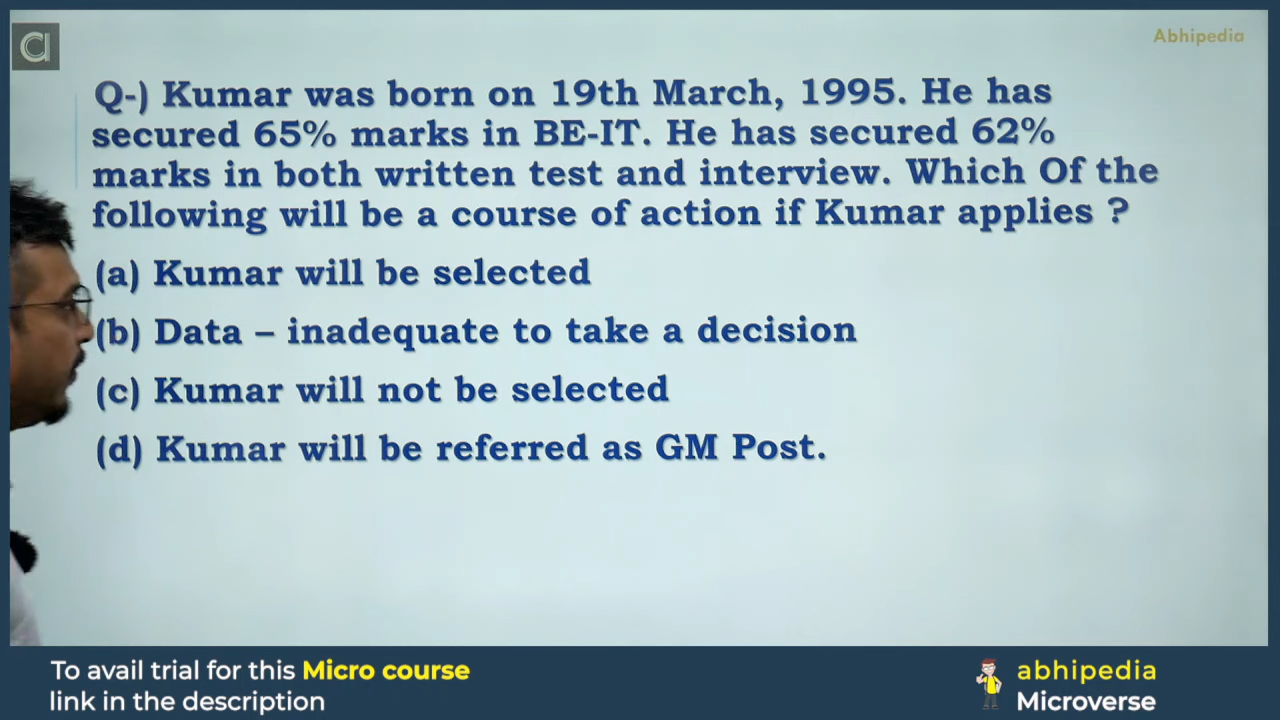 Abhipedia
Q-) Kumar was born on 19th March, 1995. He has
secured 65% marks in BE-IT. He has secured 62%
marks in both written test and interview. Which Of the
following will be a course of action if Kumar applies ?
(a) Kumar will be selected
(b) Data – inadequate to take a decision
(c) Kumar will not be selected
(d) Kumar will be referred as GM Post.
To avail trial for this Micro course
link in the description
abhipedia
Microverse